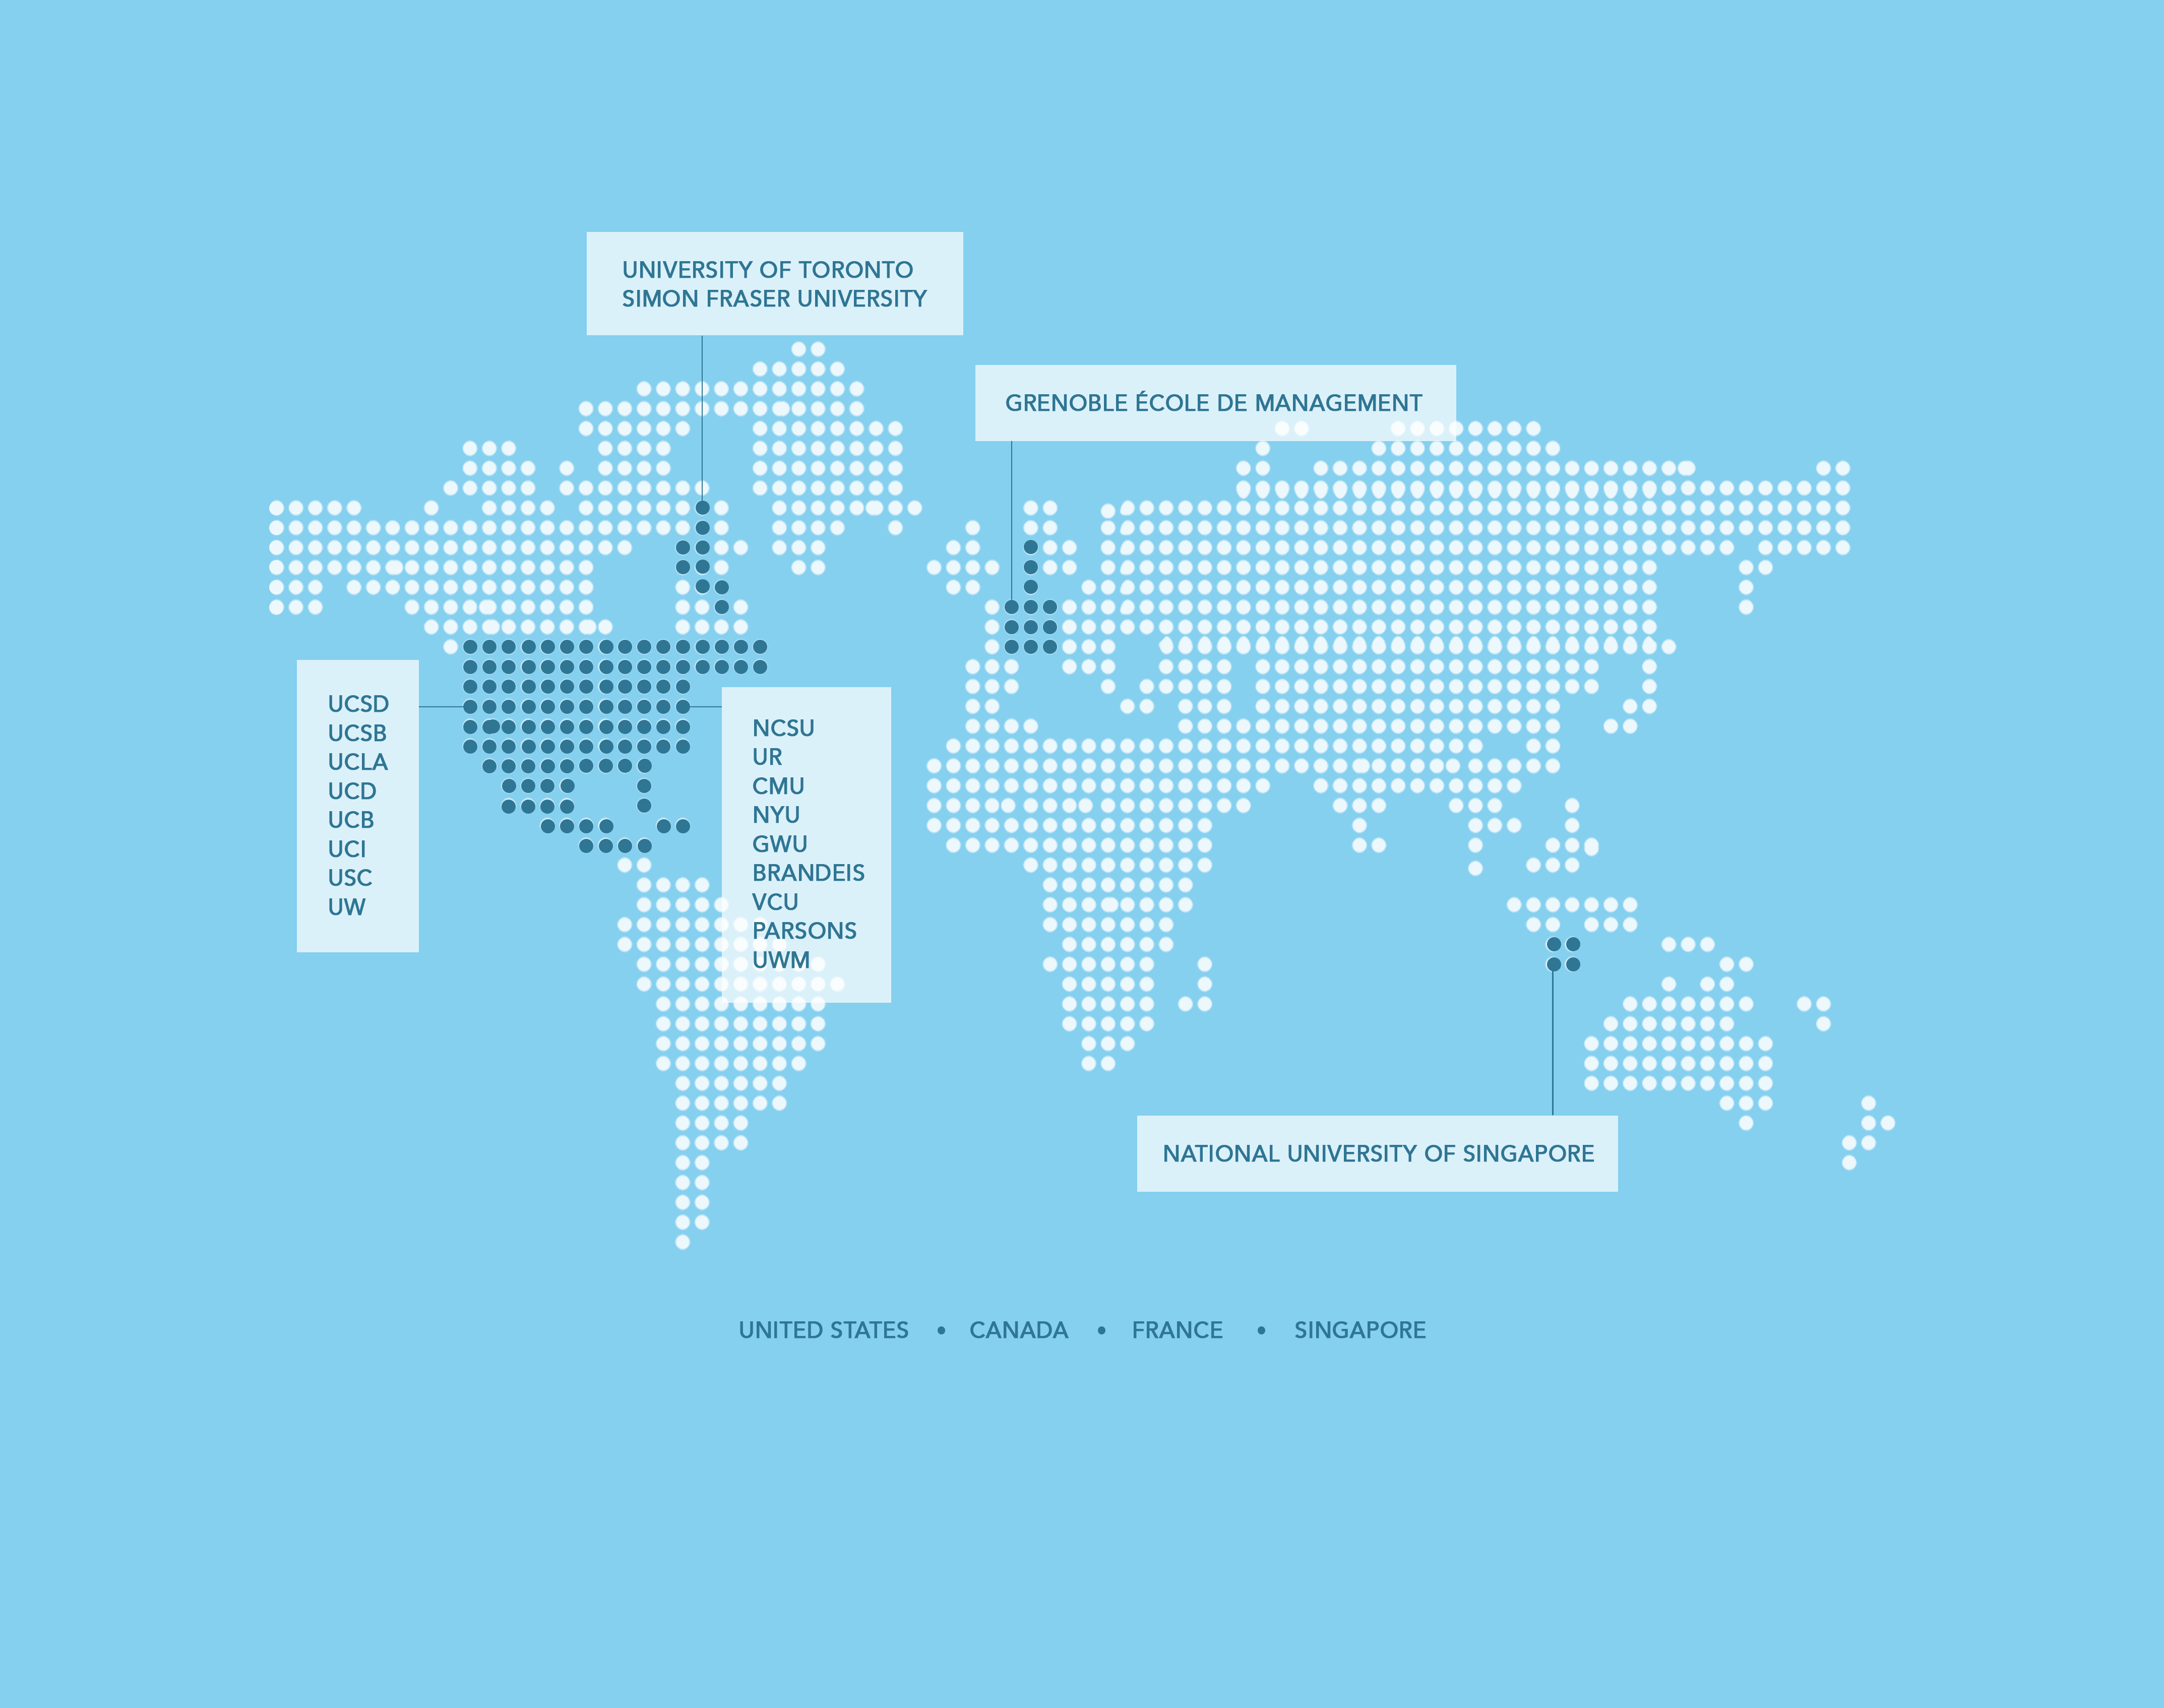 UNIVERSITY OF TORONTO
SIMON FRASER UNIVERSITY
GRENOBLE ÉCOLE DE MANAGEMENT
UCSD
UCSB
UCLA
UCD
UCB
UCI
USC
UW
NCSU
UR
CMU
NYU
GWU
BRANDEIS
VCU
PARSONS
UWM
NATIONAL UNIVERSITY OF SINGAPORE
UNITED STATES • CANADA • FRANCE • SINGAPORE